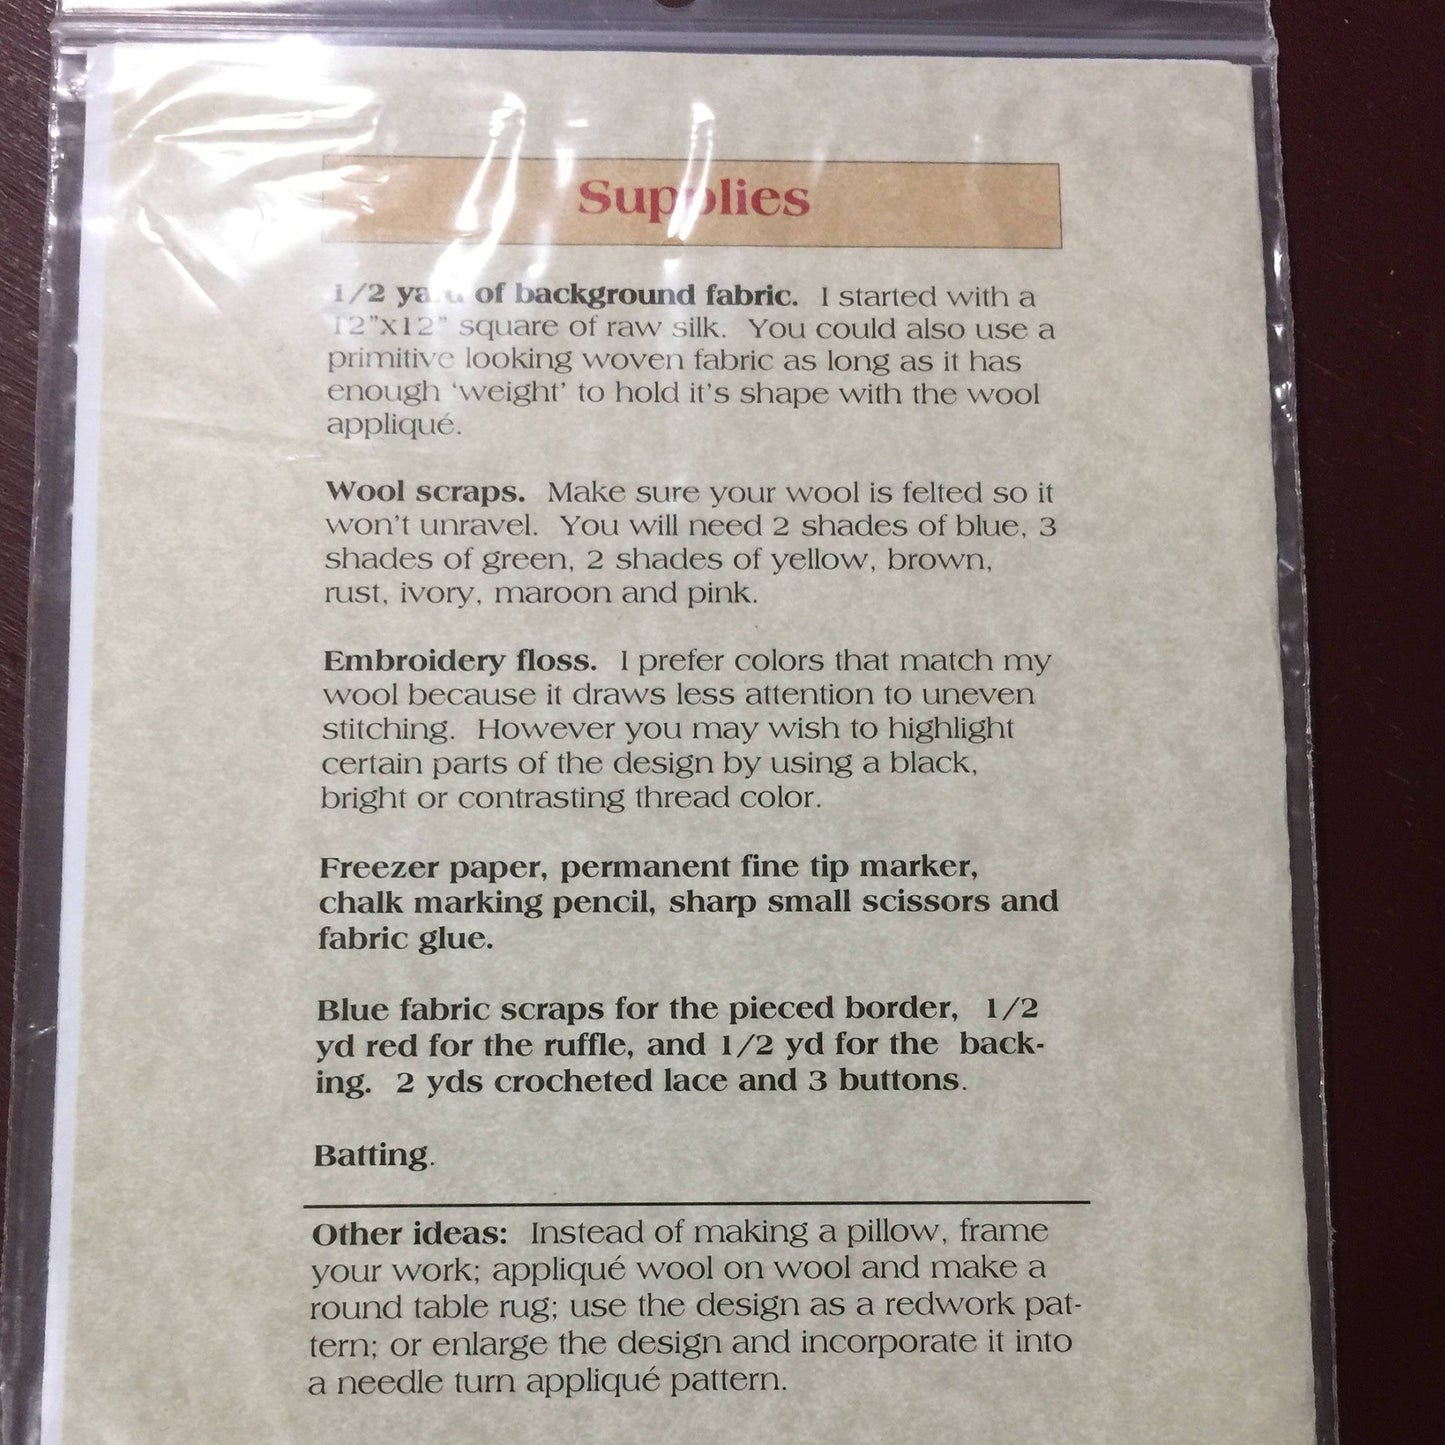 Supplies
1/2 yard of background fabric. I started with a
12"x12" square of raw silk. You could also use a
primitive looking woven fabric as long as it has
enough ‘weight’ to hold it’s shape with the wool
appliqué.
Wool scraps. Make sure your wool is felted so it
won’t unravel. You will need 2 shades of blue, 3
shades of green, 2 shades of yellow, brown,
rust, ivory, maroon and pink.
Embroidery floss. I prefer colors that match my
wool because it draws less attention to uneven
stitching. However you may wish to highlight
certain parts of the design by using a black,
bright or contrasting thread color.
Freezer paper, permanent fine tip marker,
chalk marking pencil, sharp small scissors and
fabric glue.
Blue fabric scraps for the pieced border, 1/2
yd red for the ruffle, and 1/2 yd for the back-
ing. 2 yds crocheted lace and 3 buttons.
Batting.
Other ideas: Instead of making a pillow, frame
your work; appliqué wool on wool and make a
round table rug; use the design as a redwork pat-
tern; or enlarge the design and incorporate it into
a needle turn appliqué pattern.